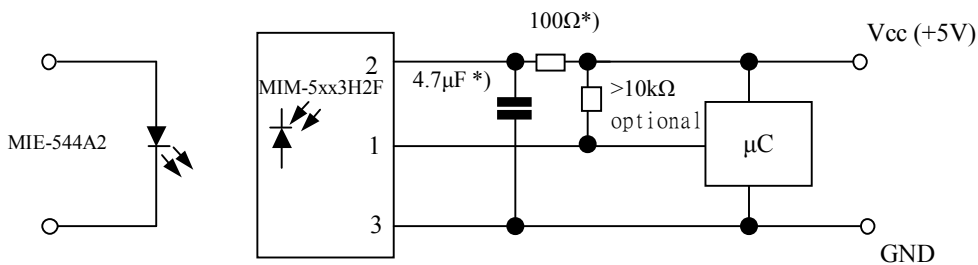 100Ω*)
Vcc (+5V)
2
4.7μF *)
MIM-5xx3H2F
>10kΩ
optional
MIE-544A2
1
μC
3
GND